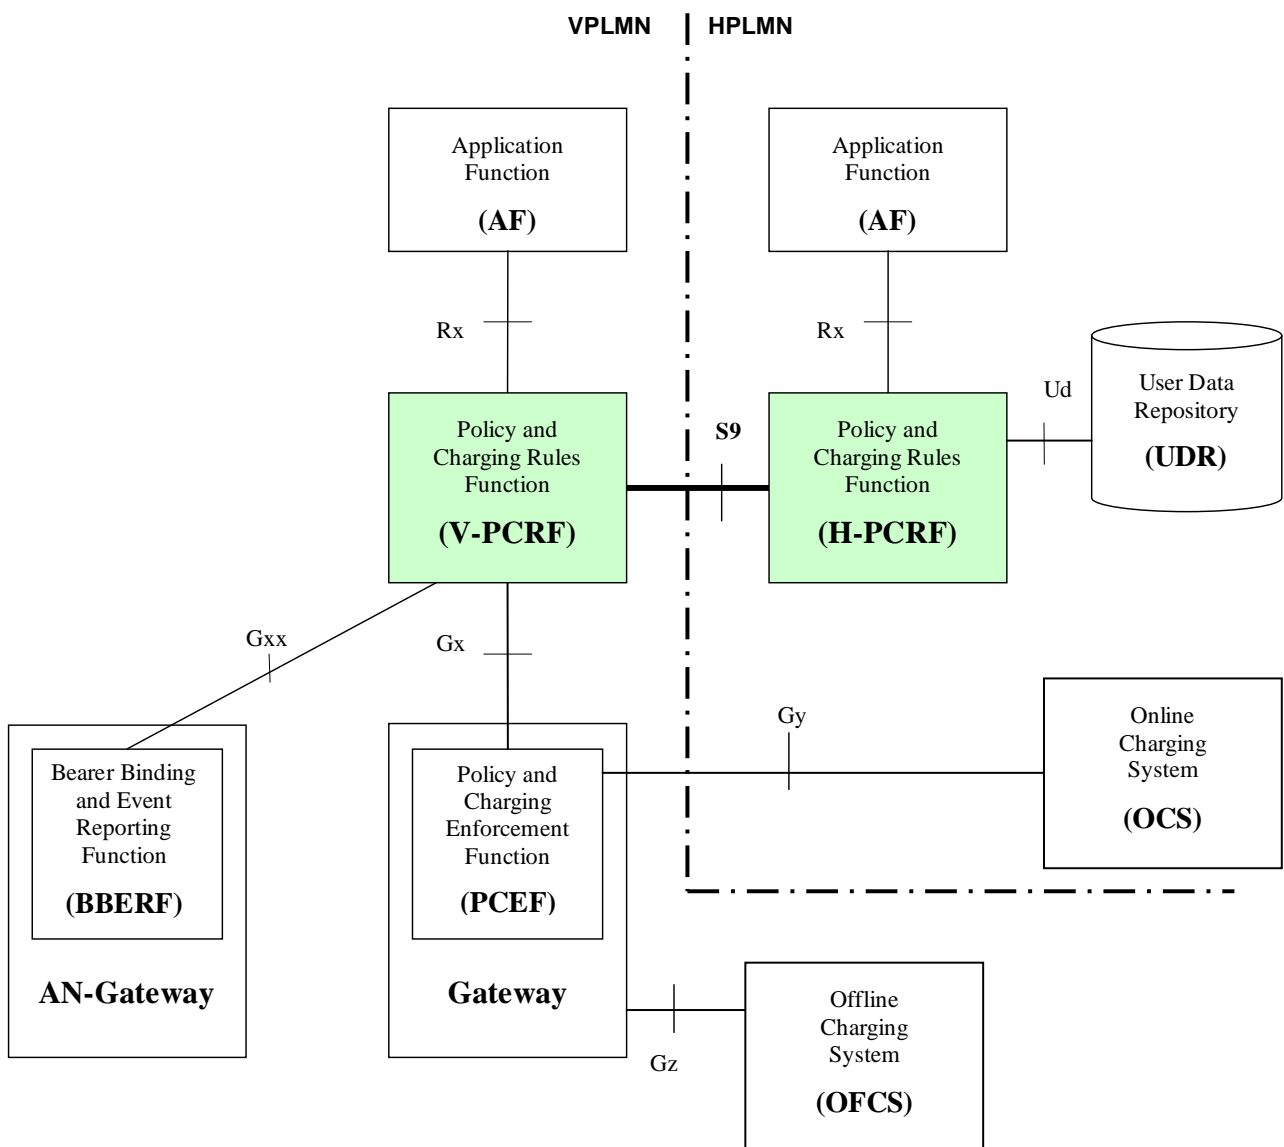 VPLMN
HPLMN
Application
Function
(AF)
Application
Function
(AF)
Rx
Rx
Policy and
Charging Rules
Function
(V-PCRF)
S9
Policy and
Charging Rules
Function
(H-PCRF)
Ud
User Data
Repository
(UDR)
Gxx
Gx
Gy
Bearer Binding
and Event
Reporting
Function
(BBERF)
AN-Gateway
Policy and
Charging
Enforcement
Function
(PCEF)
Gateway
Online
Charging
System
(OCS)
Gz
Offline
Charging
System
(OFCS)